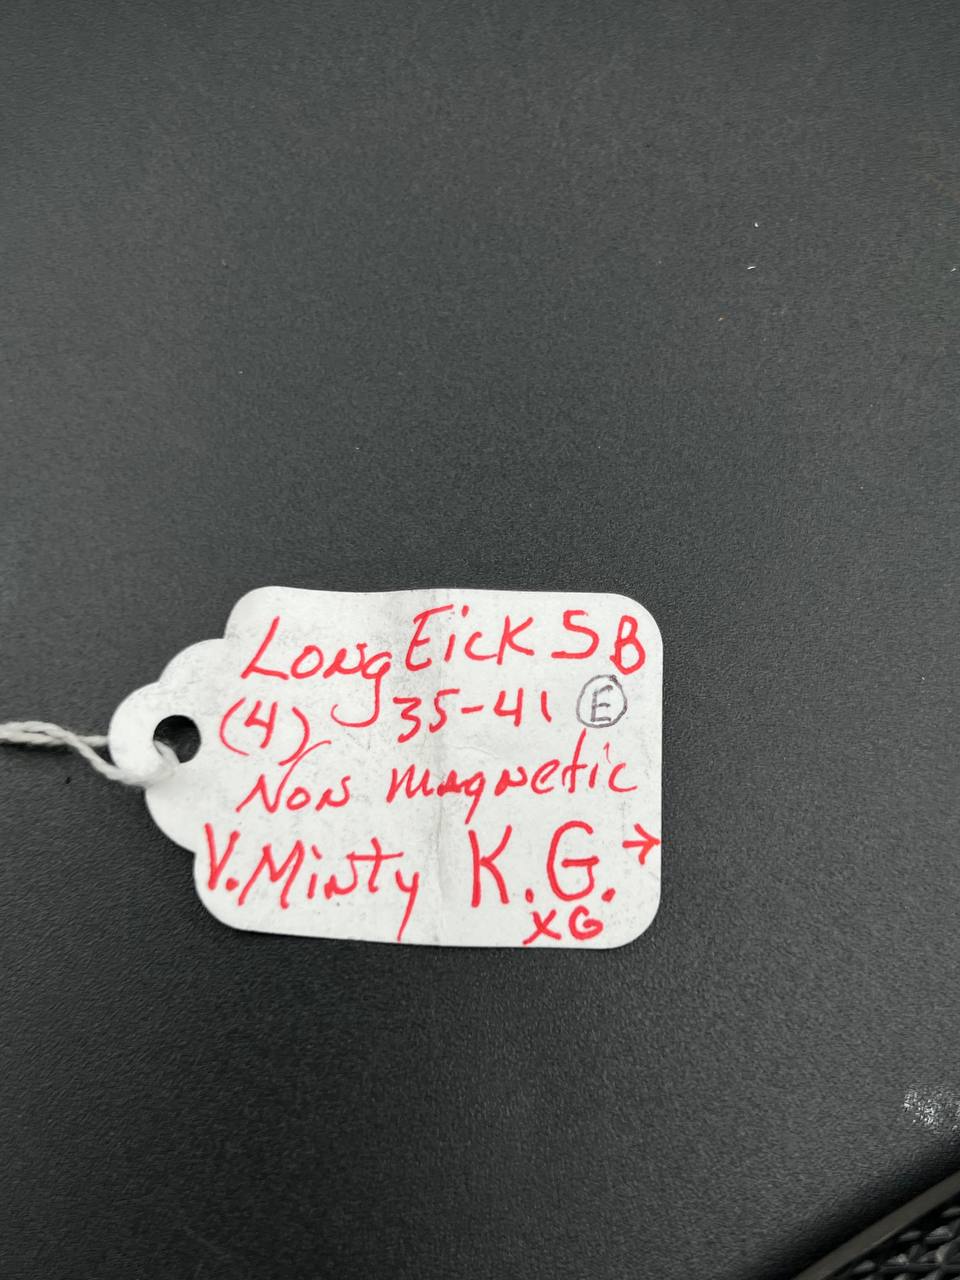 Long Eick SB
(4) 35-41 E
Non magnetic
V. Minty K.G. →
XG